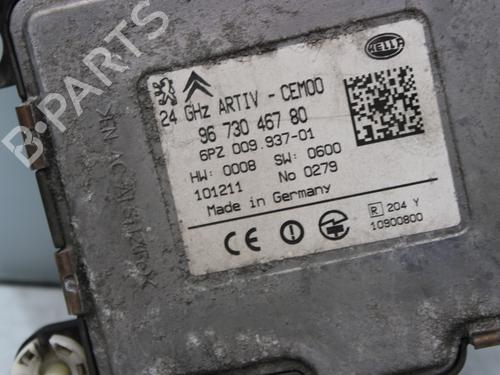 B-PARTS
HELLA
24 GHz ARTIV - CEM00
96 730 467 80
6PZ 009.937-01
HW: 0008 SW: 0600
101211 No 0279
Made in Germany
CE
R 204 Y
10900800